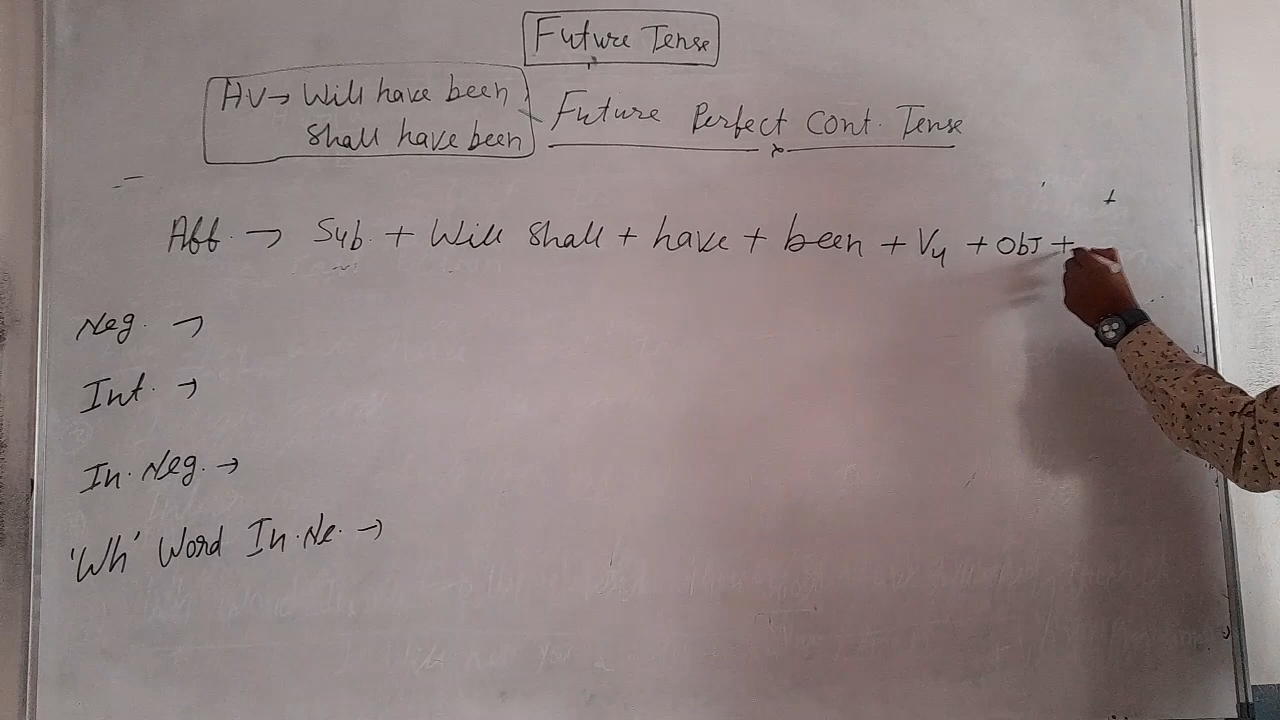 Future Tense
AV → Will have been,
Shall have been
Future Perfect Cont. Tense
Aff. → Sub. + Will Shall + have + been + V4 + Obj +
Neg. →
Int. →
In. Neg. →
'Wh' Word In. Ne. →